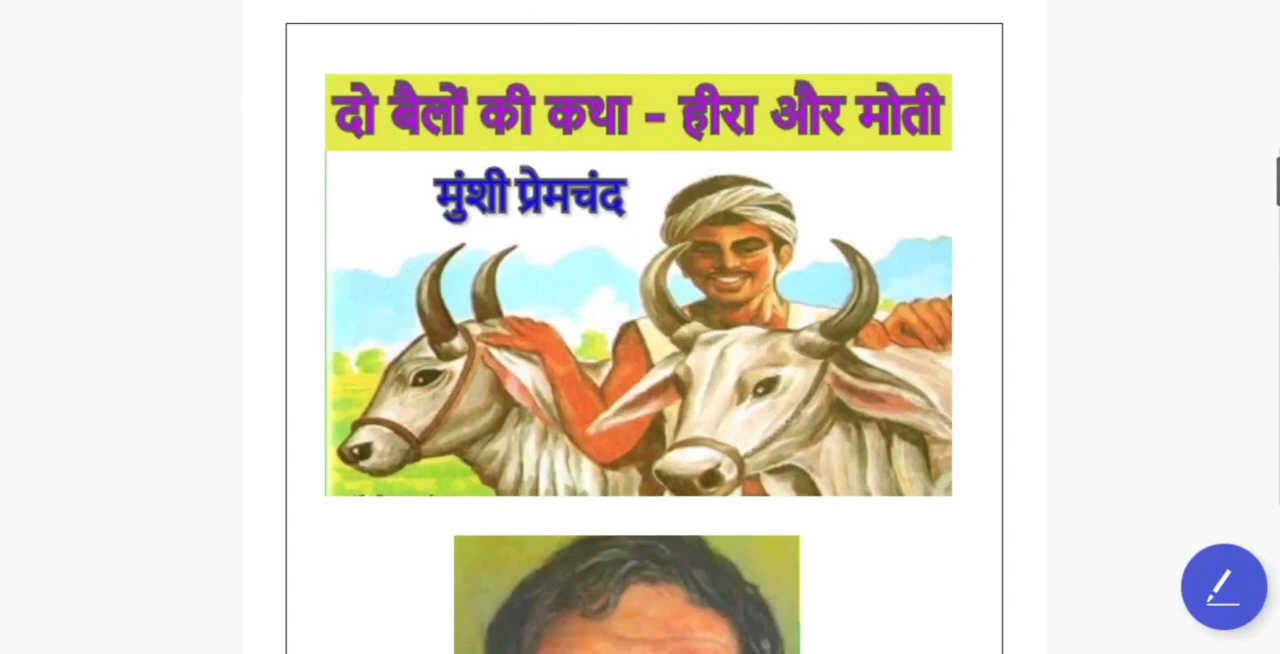 दो बैलों की कथा - हीरा और मोती
मुंशी प्रेमचंद